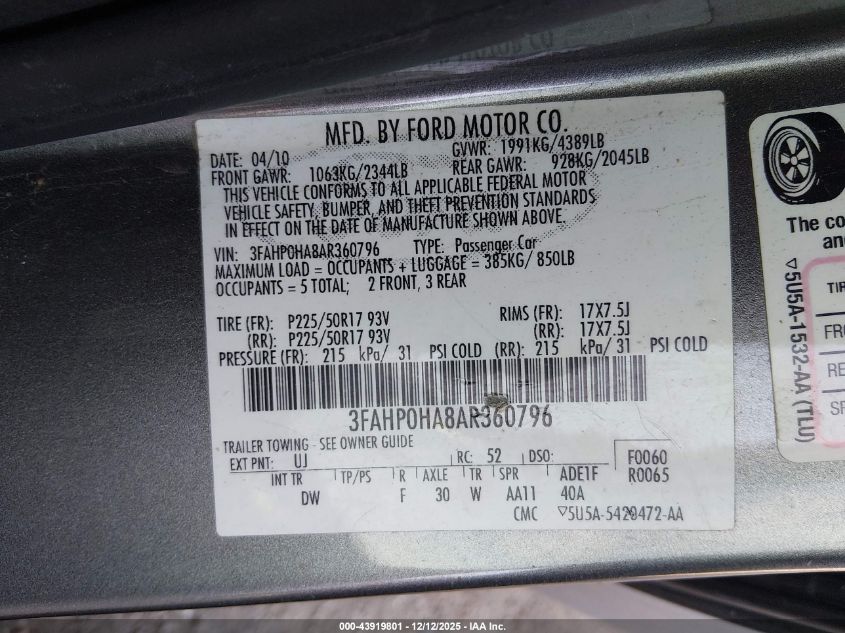 MFD. BY FORD MOTOR CO.
DATE: 04/10 GVWR: 1991KG/4389LB
FRONT GAWR: 1063KG/2344LB REAR GAWR: 928KG/2045LB
THIS VEHICLE CONFORMS TO ALL APPLICABLE FEDERAL MOTOR
VEHICLE SAFETY, BUMPER, AND THEFT PREVENTION STANDARDS
IN EFFECT ON THE DATE OF MANUFACTURE SHOWN ABOVE.
VIN: 3FAHP0HA8AR360796 TYPE: Passenger Car
MAXIMUM LOAD = OCCUPANTS + LUGGAGE = 385KG/ 850LB
OCCUPANTS = 5 TOTAL; 2 FRONT, 3 REAR
TIRE (FR): P225/50R17 93V RIMS (FR): 17X7.5J
(RR): P225/50R17 93V (RR): 17X7.5J
PRESSURE (FR): 215 kPa/ 31 PSI COLD (RR): 215 kPa/ 31 PSI COLD
3FAHP0HA8AR360796
TRAILER TOWING - SEE OWNER GUIDE
EXT PNT: UJ RC: 52 DSO: F0060
INT TR TP/PS R AXLE TR SPR ADE1F R0065
DW F 30 W AA11 40A
CMC ▽5U5A-5420472-AA
The co
an
▽5U5A-1532-AA (TLU)
TIR
FRO
RE
SP
000-43919801 - 12/12/2025 - IAA Inc.